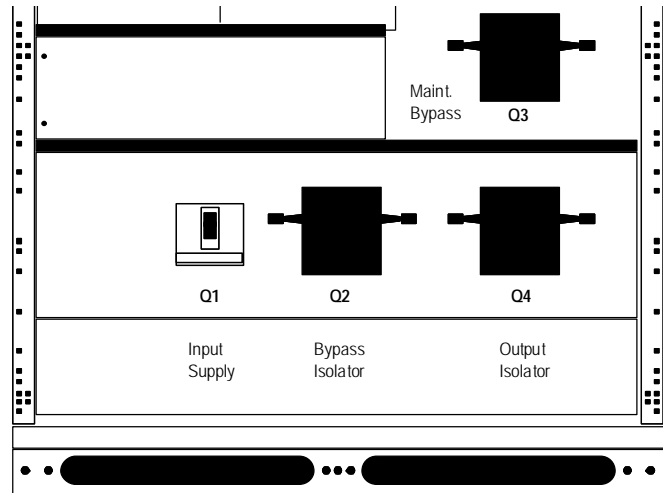 Maint.
Bypass
Q3
Q1
Q2
Q4
Input
Supply
Bypass
Isolator
Output
Isolator